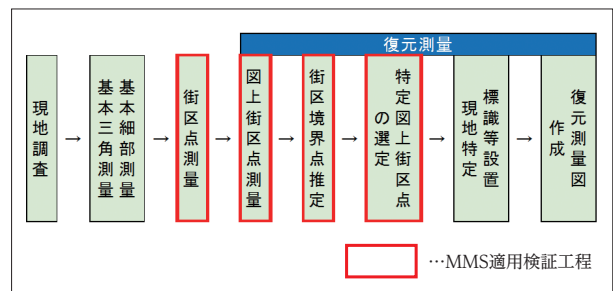 復元測量
現地調査
→
基本三角測量
基本細部測量
→
街区点測量
→
図上街区点測量
→
街区境界点推定
→
特定図上街区点
の選定
→
標識等設置
現地特定
→
復元測量図
作成
…MMS適用検証工程